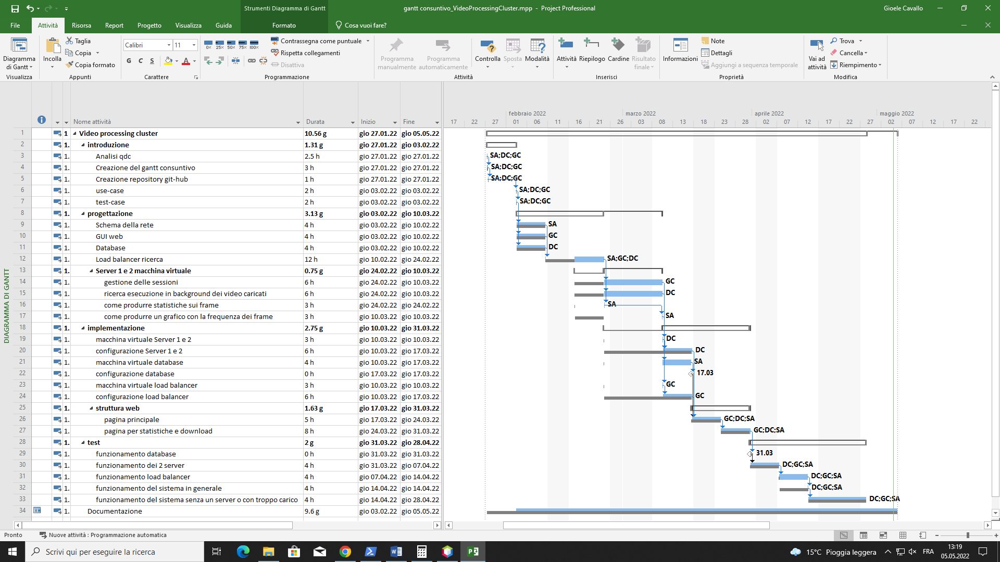 Strumenti Diagramma di Gantt
gantt consuntivo_VideoProcessingCluster.mpp - Project Professional
Gioele Cavallo
File Attività Risorsa Report Progetto Visualizza Guida Formato Cosa vuoi fare?
Diagramma di Gantt
Visualizza
Incolla
Taglia
Copia
Copia formato
Appunti
Calibri 11
G C S
Carattere
0% 25% 50% 75% 100%
Contrassegna come puntuale
Rispetta collegamenti
Disattiva
Programmazione
Programma manualmente
Programma automaticamente
Controlla
Sposta
Modalità
Attività
Attività
Riepilogo
Cardine
Risultato finale
Inserisci
Informazioni
Note
Dettagli
Aggiungi a sequenza temporale
Proprietà
Vai ad attività
Trova
Cancella
Riempimento
Modifica
febbraio 2022 marzo 2022 aprile 2022 maggio 2022
Nome attività Durata Inizio Fine
17 22 27 01 06 11 16 21 26 03 08 13 18 23 28 02 07 12 17 22 27 02 07 12 17 22
DIAGRAMMA DI GANTT
1 1 Video processing cluster 10.56 g gio 27.01.22 gio 05.05.22
2 1. introduzione 1.31 g gio 27.01.22 gio 03.02.22
3 1. Analisi qdc 2.5 h gio 27.01.22 gio 27.01.22 SA;DC;GC
4 1. Creazione del gantt consuntivo 3 h gio 27.01.22 gio 27.01.22 SA;DC;GC
5 1. Creazione repository git-hub 1 h gio 27.01.22 gio 27.01.22 SA;DC;GC
6 1. use-case 2 h gio 03.02.22 gio 03.02.22 SA;DC;GC
7 1. test-case 2 h gio 03.02.22 gio 03.02.22 SA;DC;GC
8 1. progettazione 3.13 g gio 03.02.22 gio 10.03.22
9 1. Schema della rete 4 h gio 03.02.22 gio 10.02.22 SA
10 1. GUI web 4 h gio 03.02.22 gio 10.02.22 GC
11 1. Database 4 h gio 03.02.22 gio 10.02.22 DC
12 1. Load balancer ricerca 12 h gio 10.02.22 gio 24.02.22 SA;GC;DC
13 1. Server 1 e 2 macchina virtuale 0.75 g gio 24.02.22 gio 10.03.22
14 1. gestione delle sessioni 6 h gio 24.02.22 gio 10.03.22 GC
15 1. ricerca esecuzione in background dei video caricati 6 h gio 24.02.22 gio 10.03.22 DC
16 1. come produrre statistiche sui frame 3 h gio 24.02.22 gio 24.02.22 SA
17 1. come produrre un grafico con la frequenza dei frame 3 h gio 10.03.22 gio 10.03.22 SA
18 1. implementazione 2.75 g gio 10.03.22 gio 31.03.22
19 1. macchina virtuale Server 1 e 2 3 h gio 10.03.22 gio 10.03.22 DC
20 1. configurazione Server 1 e 2 6 h gio 10.03.22 gio 17.03.22 DC
21 1. macchina virtuale database 4 h gio 10.03.22 gio 17.03.22 SA
22 1. configurazione database 0 h gio 17.03.22 gio 17.03.22 17.03
23 1. macchina virtuale load balancer 3 h gio 10.03.22 gio 10.03.22 GC
24 1. configurazione load balancer 6 h gio 10.03.22 gio 17.03.22 GC
25 1. struttura web 1.63 g gio 17.03.22 gio 31.03.22
26 1. pagina principale 5 h gio 17.03.22 gio 24.03.22 GC;DC;SA
27 1. pagina per statistiche e download 8 h gio 24.03.22 gio 31.03.22 GC;DC;SA
28 1. test 2 g gio 31.03.22 gio 28.04.22
29 1. funzionamento database 0 h gio 31.03.22 gio 31.03.22 31.03
30 1. funzionamento dei 2 server 4 h gio 31.03.22 gio 07.04.22 DC;GC;SA
31 1. funzionamento load balancer 4 h gio 07.04.22 gio 14.04.22 DC;GC;SA
32 1. funzionamento del sistema in generale 4 h gio 14.04.22 gio 14.04.22 DC;GC;SA
33 1. funzionamento del sistema senza un server o con troppo carico 4 h gio 14.04.22 gio 28.04.22 DC;GC;SA
34 1. Documentazione 9.6 g gio 03.02.22 gio 05.05.22
Pronto Nuove attività : Programmazione automatica
Scrivi qui per eseguire la ricerca
15°C Pioggia leggera FRA 13:19
05.05.2022